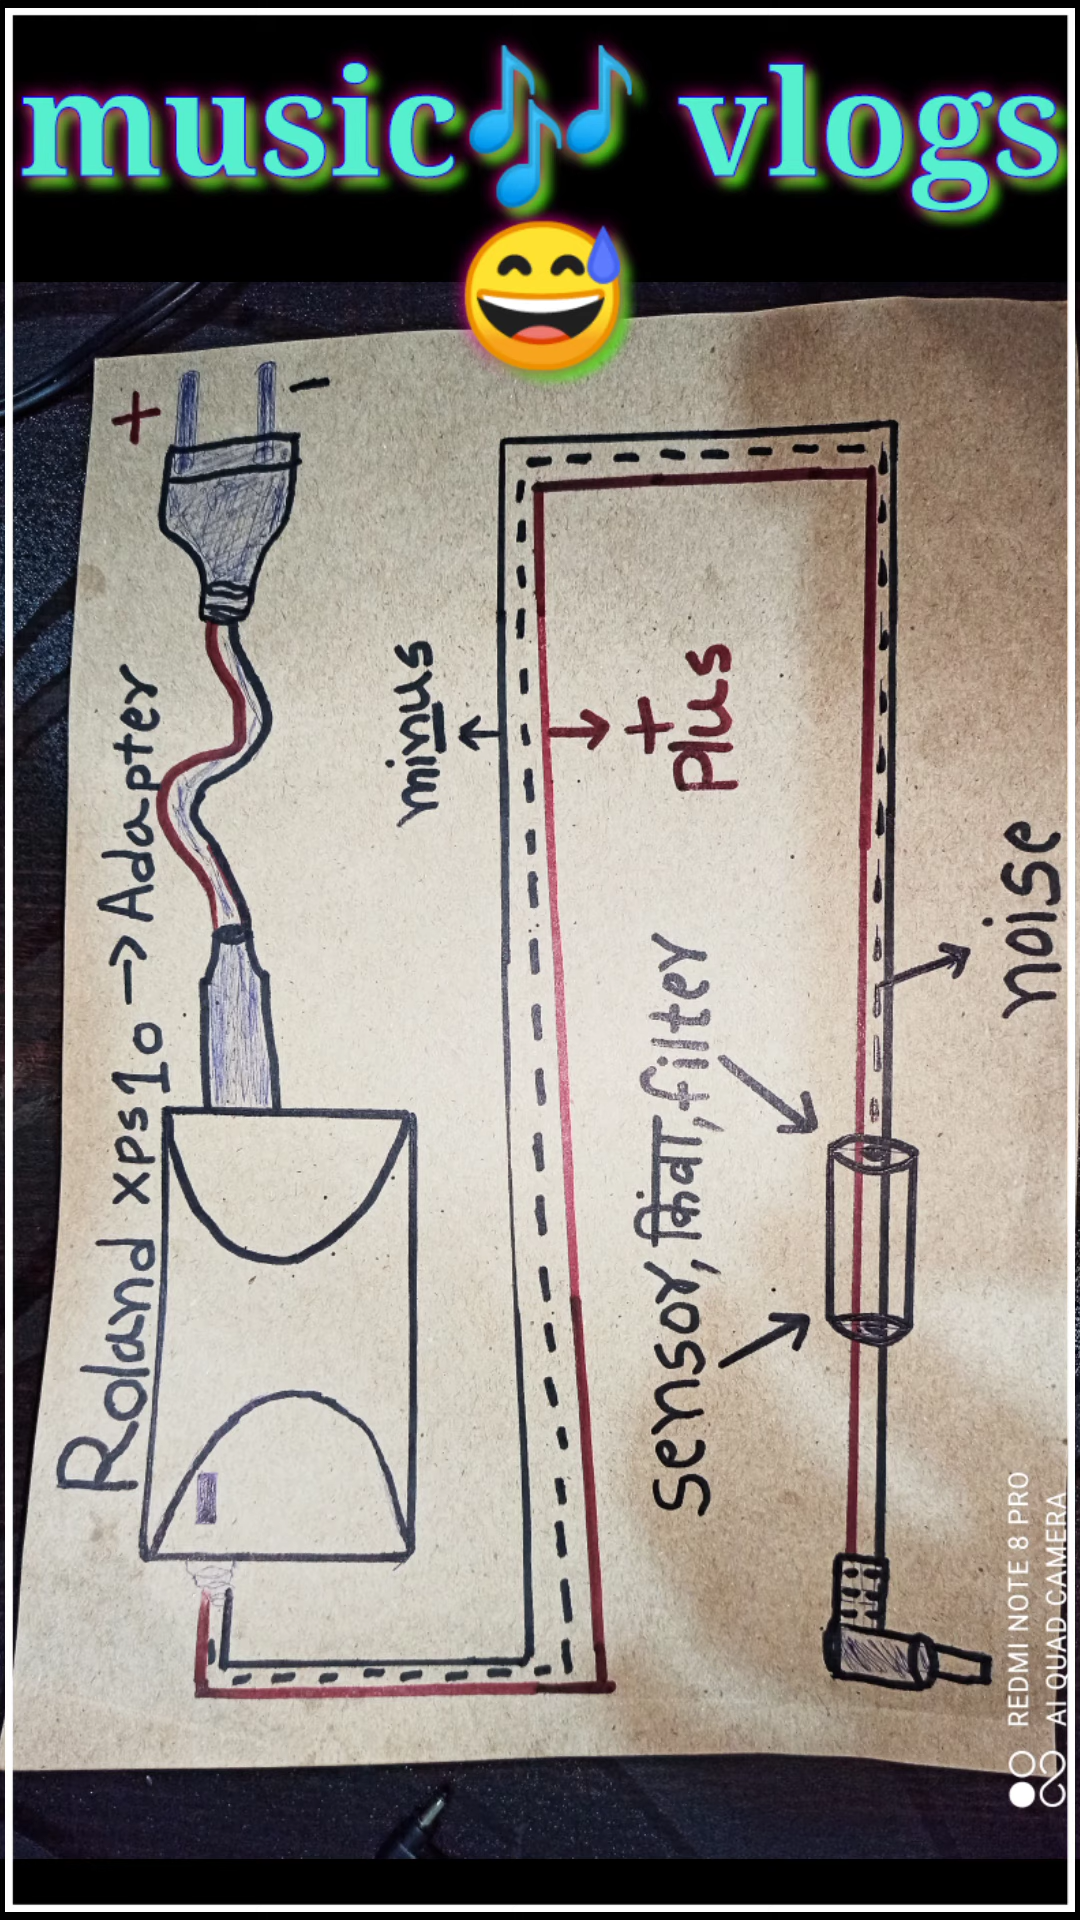 music🎶 vlogs
😅
+ -
Roland xps10 → Adapter
minus
+
plus
sensor, किंवा, filter
noise
REDMI NOTE 8 PRO
AI QUAD CAMERA